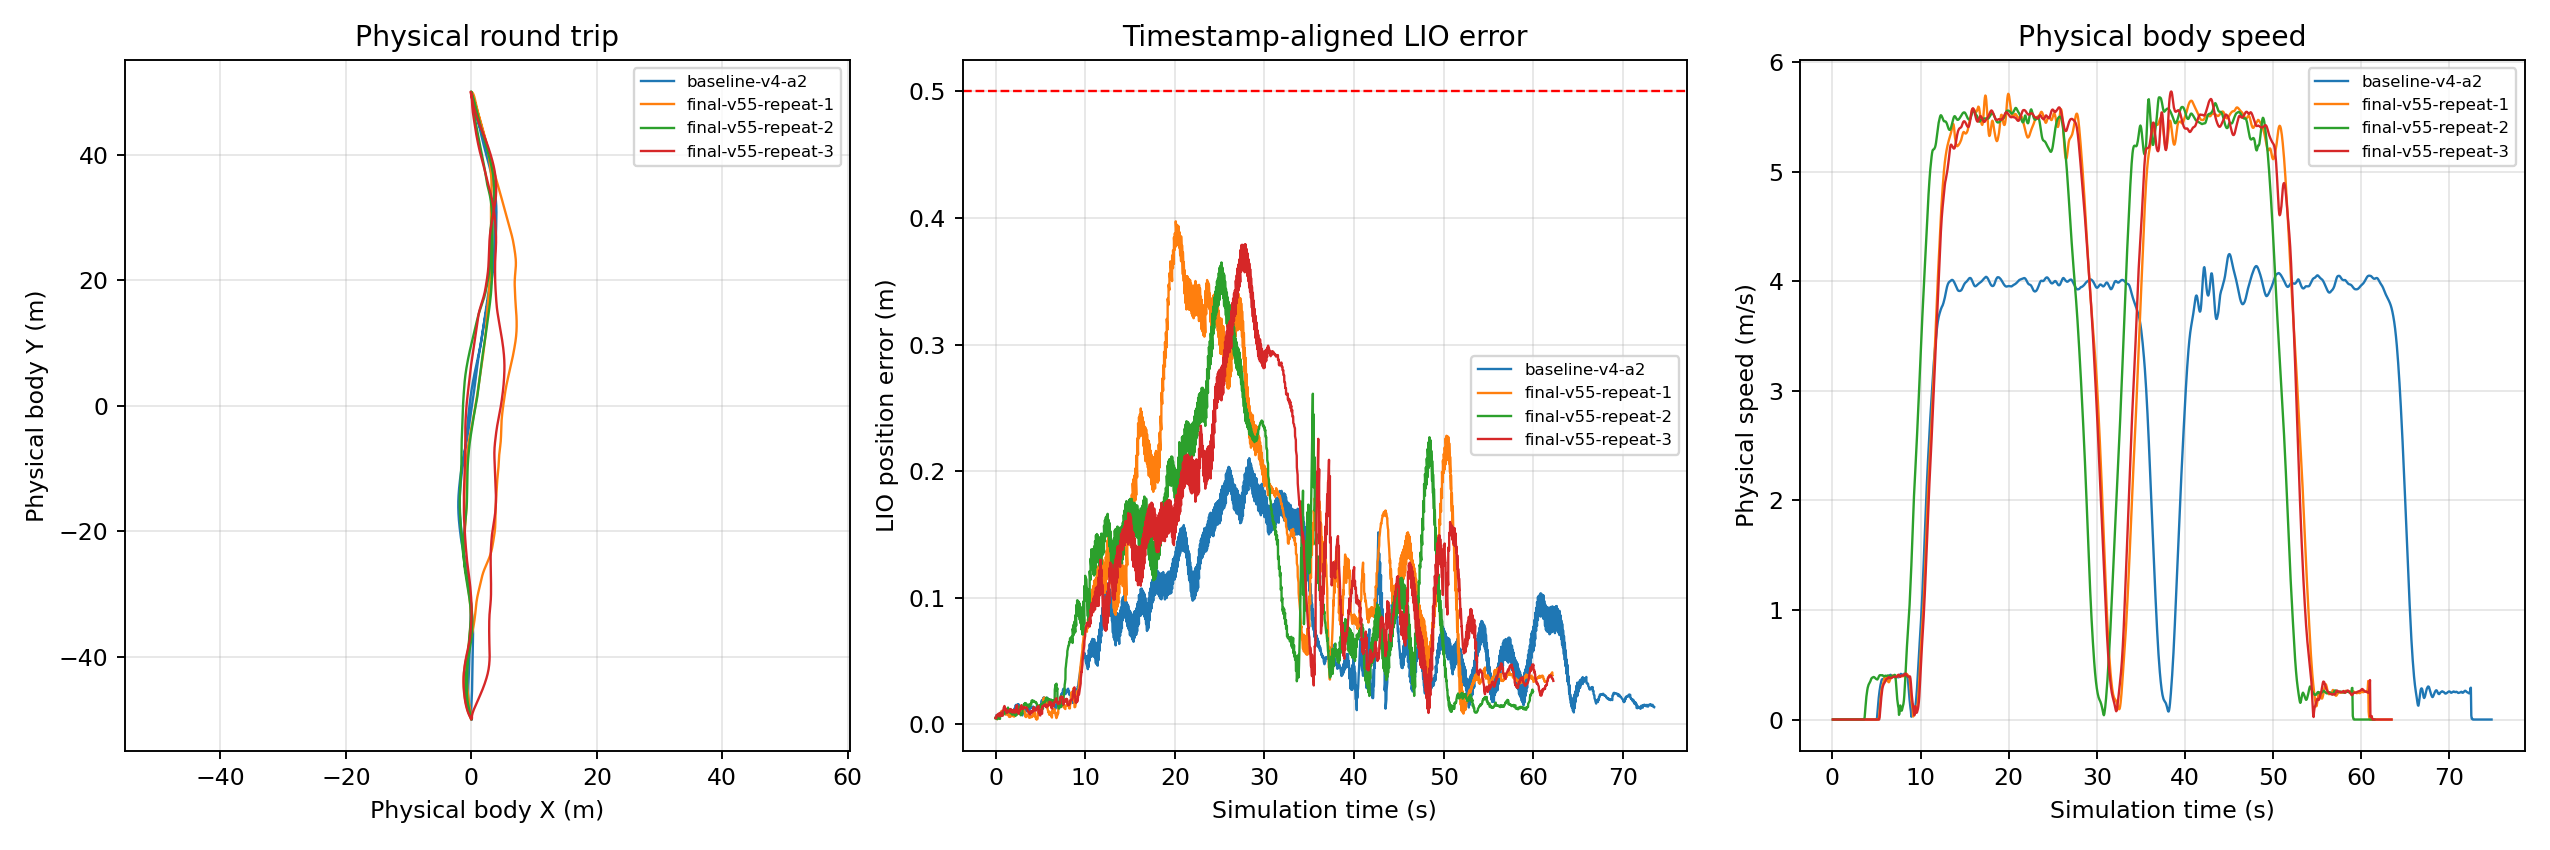 Physical round trip
Physical body Y (m)
40
20
0
−20
−40
−40
−20
0
20
40
60
Physical body X (m)
baseline-v4-a2
final-v55-repeat-1
final-v55-repeat-2
final-v55-repeat-3
Timestamp-aligned LIO error
LIO position error (m)
0.5
0.4
0.3
0.2
0.1
0.0
0
10
20
30
40
50
60
70
Simulation time (s)
baseline-v4-a2
final-v55-repeat-1
final-v55-repeat-2
final-v55-repeat-3
Physical body speed
Physical speed (m/s)
6
5
4
3
2
1
0
0
10
20
30
40
50
60
70
Simulation time (s)
baseline-v4-a2
final-v55-repeat-1
final-v55-repeat-2
final-v55-repeat-3